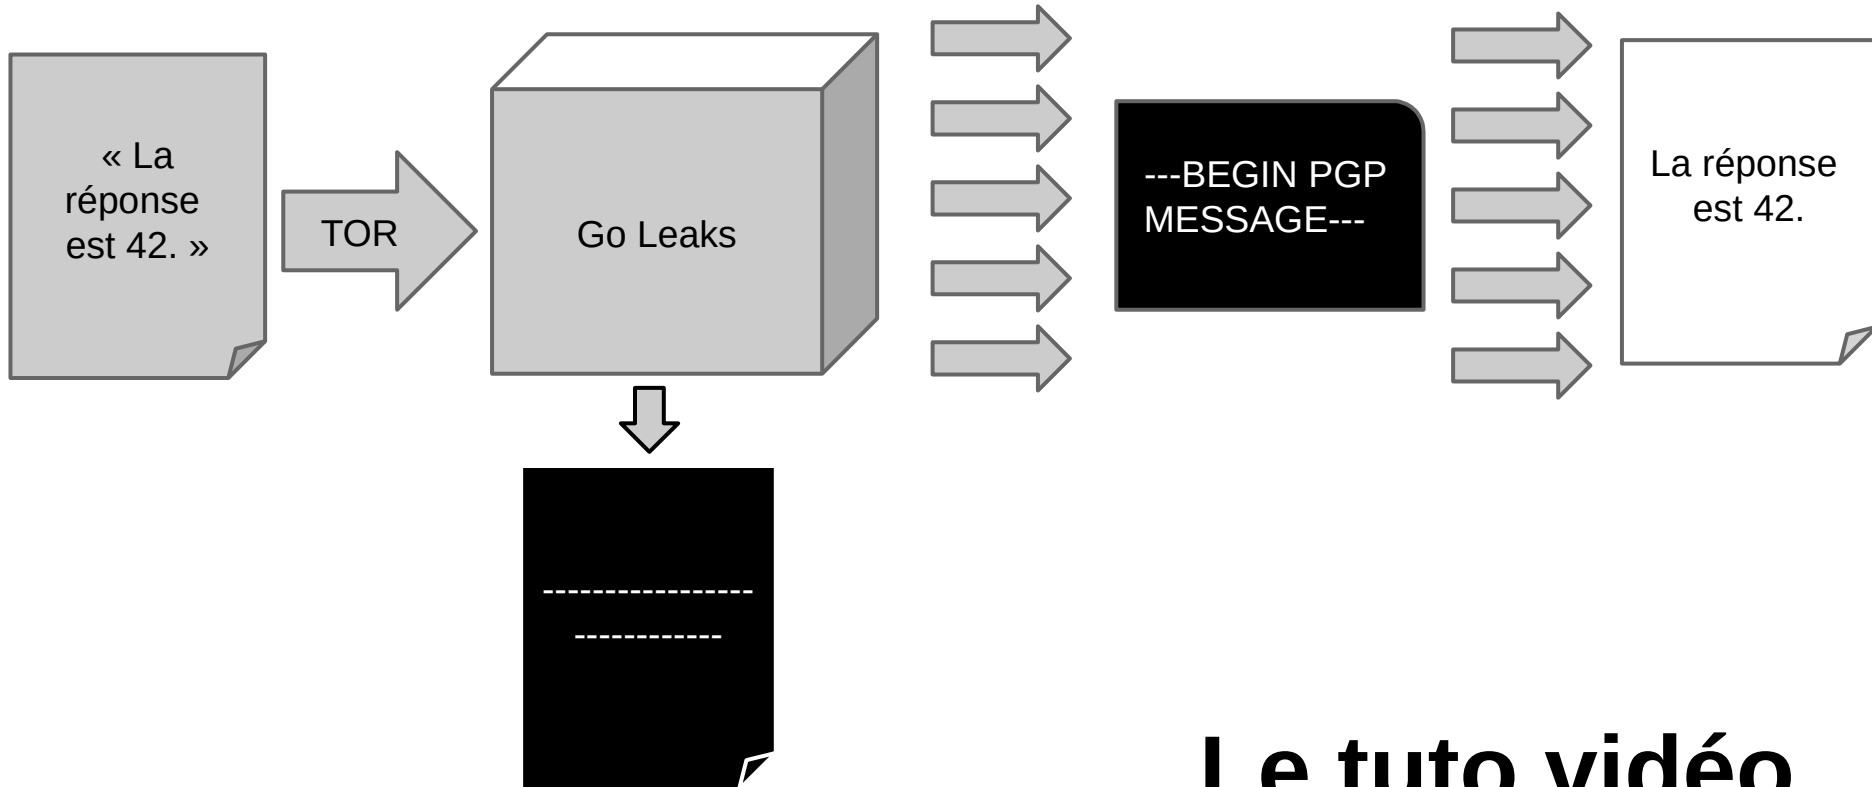 « La
réponse
est 42. »
TOR
Go Leaks
---BEGIN PGP
MESSAGE---
La réponse
est 42.
-----------------
------------
Le tuto vidéo